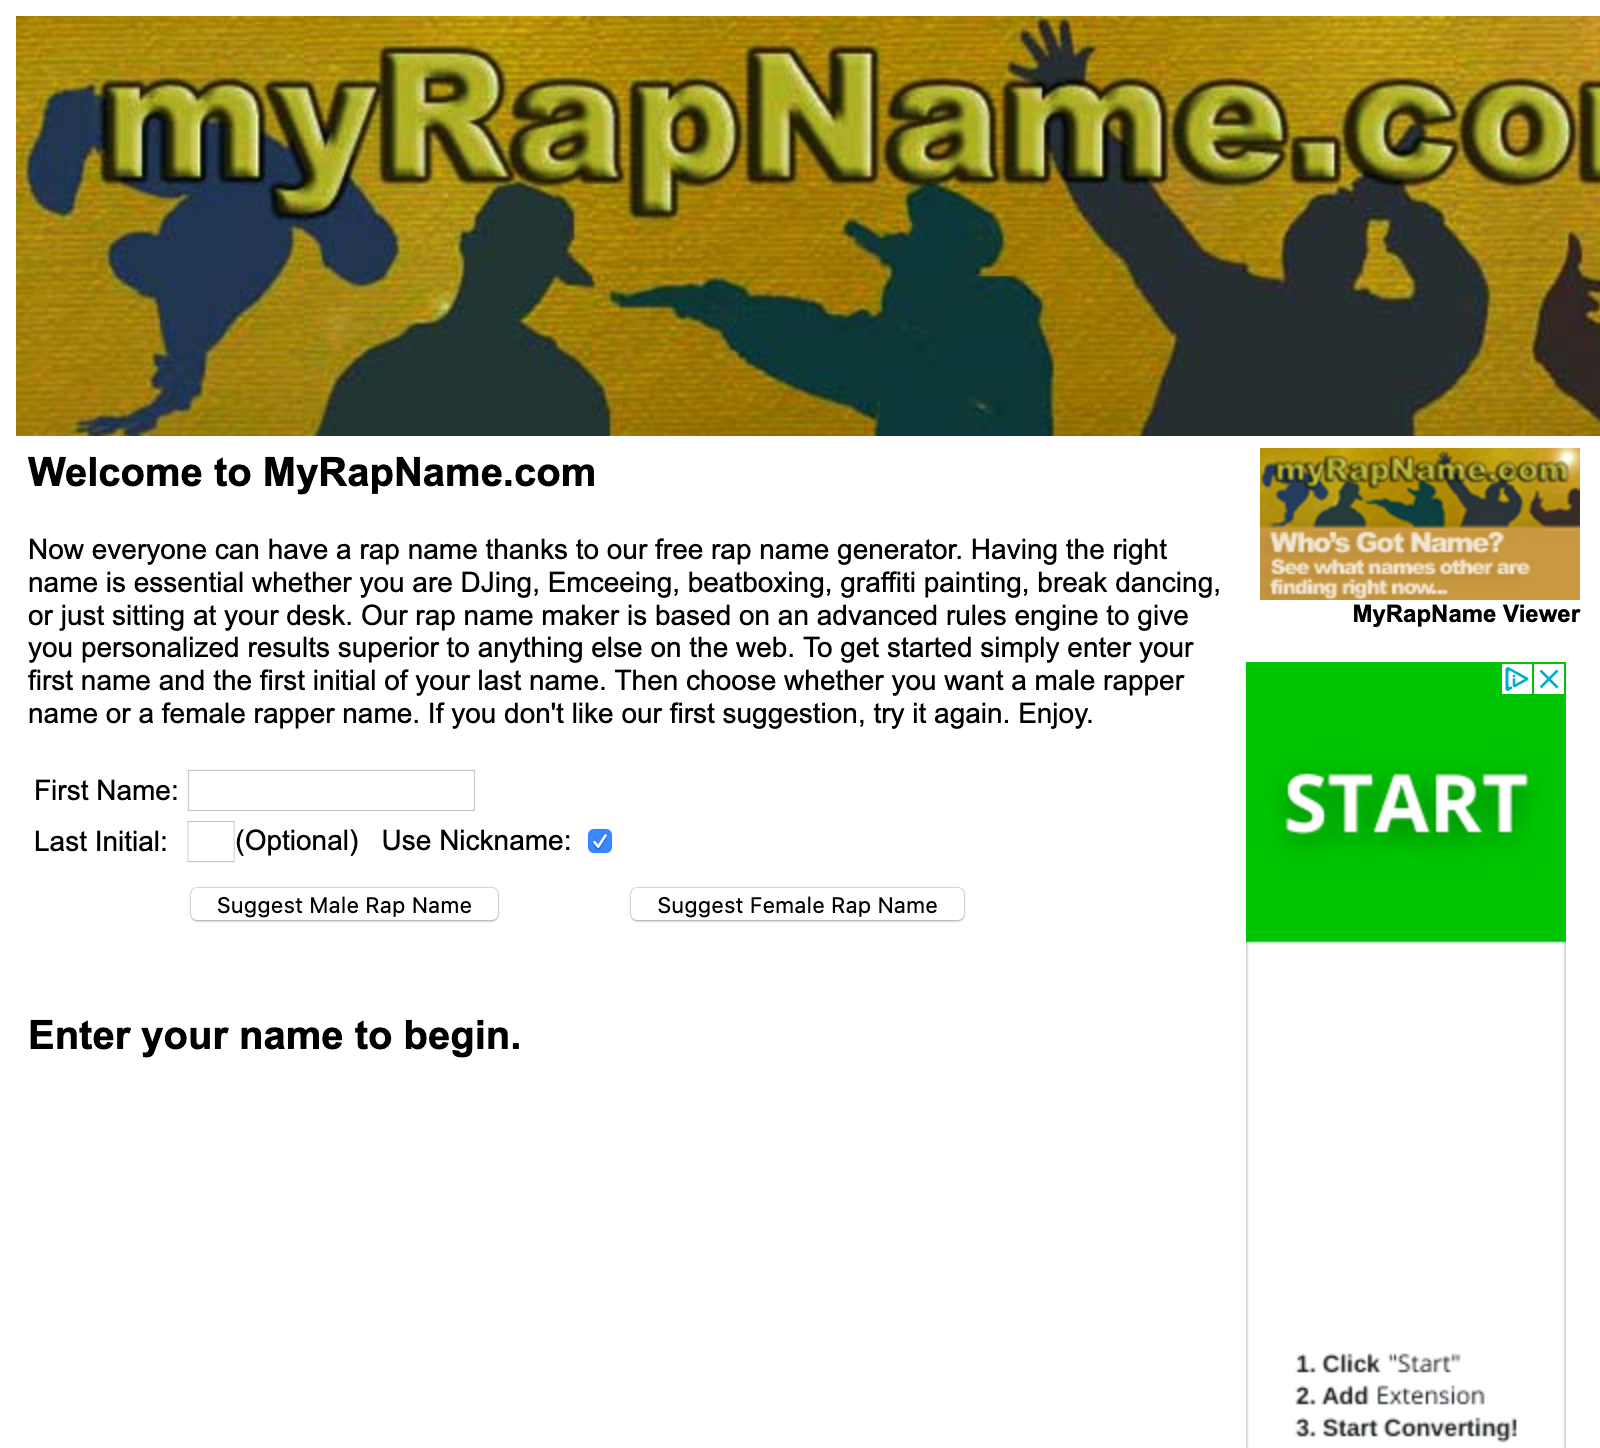 myRapName.co
Welcome to MyRapName.com
Now everyone can have a rap name thanks to our free rap name generator. Having the right
name is essential whether you are DJing, Emceeing, beatboxing, graffiti painting, break dancing,
or just sitting at your desk. Our rap name maker is based on an advanced rules engine to give
you personalized results superior to anything else on the web. To get started simply enter your
first name and the first initial of your last name. Then choose whether you want a male rapper
name or a female rapper name. If you don't like our first suggestion, try it again. Enjoy.
First Name:
Last Initial: (Optional) Use Nickname:
Suggest Male Rap Name Suggest Female Rap Name
Enter your name to begin.
myRapName.com
Who's Got Name?
See what names other are
finding right now...
MyRapName Viewer
START
1. Click "Start"
2. Add Extension
3. Start Converting!